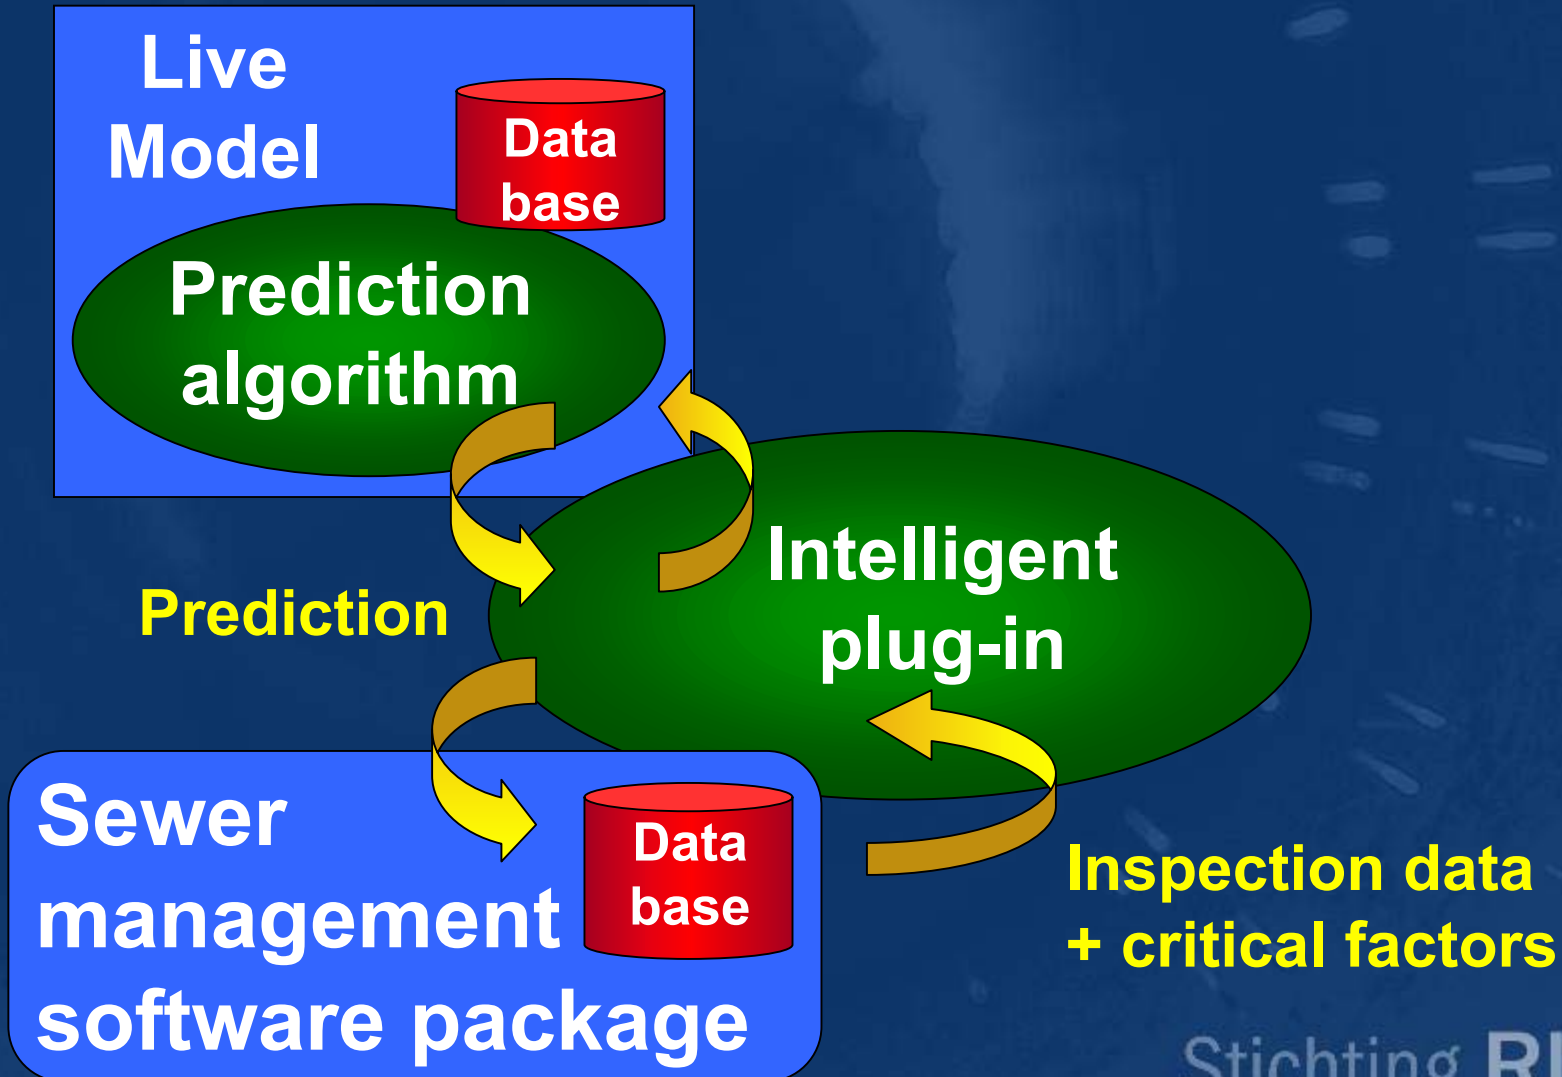 Live
Model
Data
base
Prediction
algorithm
Intelligent
plug-in
Prediction
Sewer
management
software package
Data
base
Inspection data
+ critical factors
Stichting